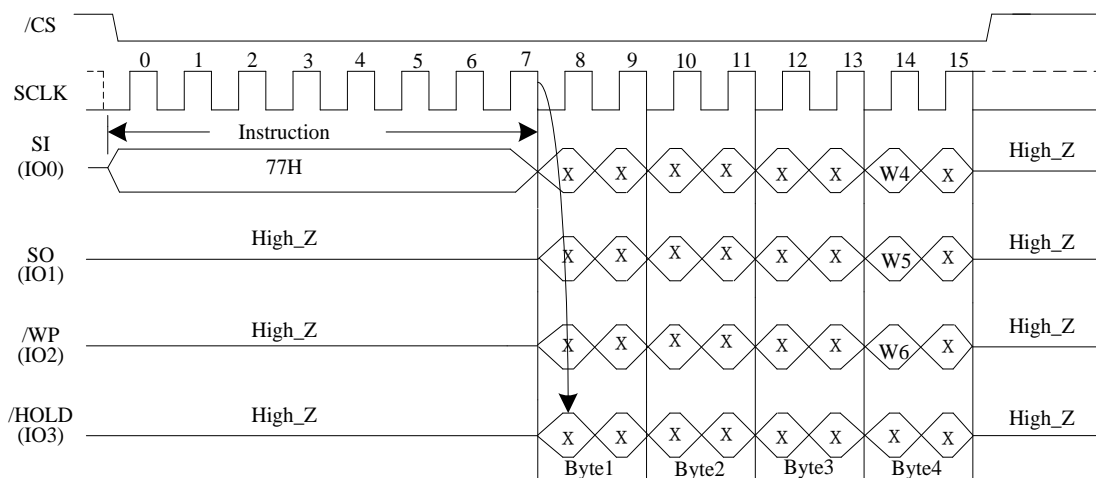 /CS
0 1 2 3 4 5 6 7 8 9 10 11 12 13 14 15
SCLK
Instruction
SI
(IO0)
77H
X X X X X X W4 X
High_Z
SO
(IO1)
High_Z
X X X X X X W5 X
High_Z
/WP
(IO2)
High_Z
X X X X X X W6 X
High_Z
/HOLD
(IO3)
High_Z
X X X X X X X X
High_Z
Byte1 Byte2 Byte3 Byte4